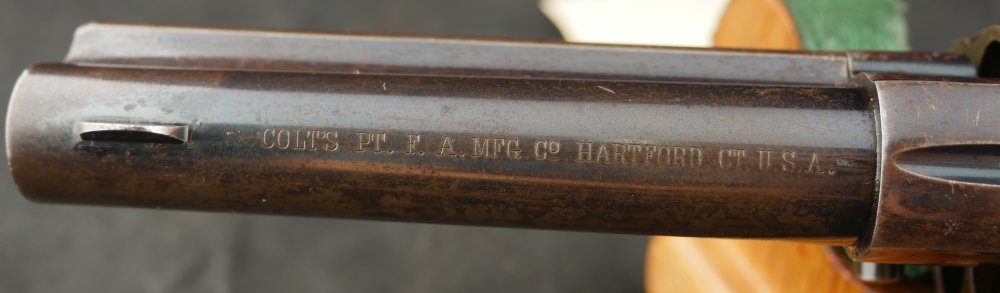 COLT'S PT. F. A. MFG CO HARTFORD CT. U.S.A.